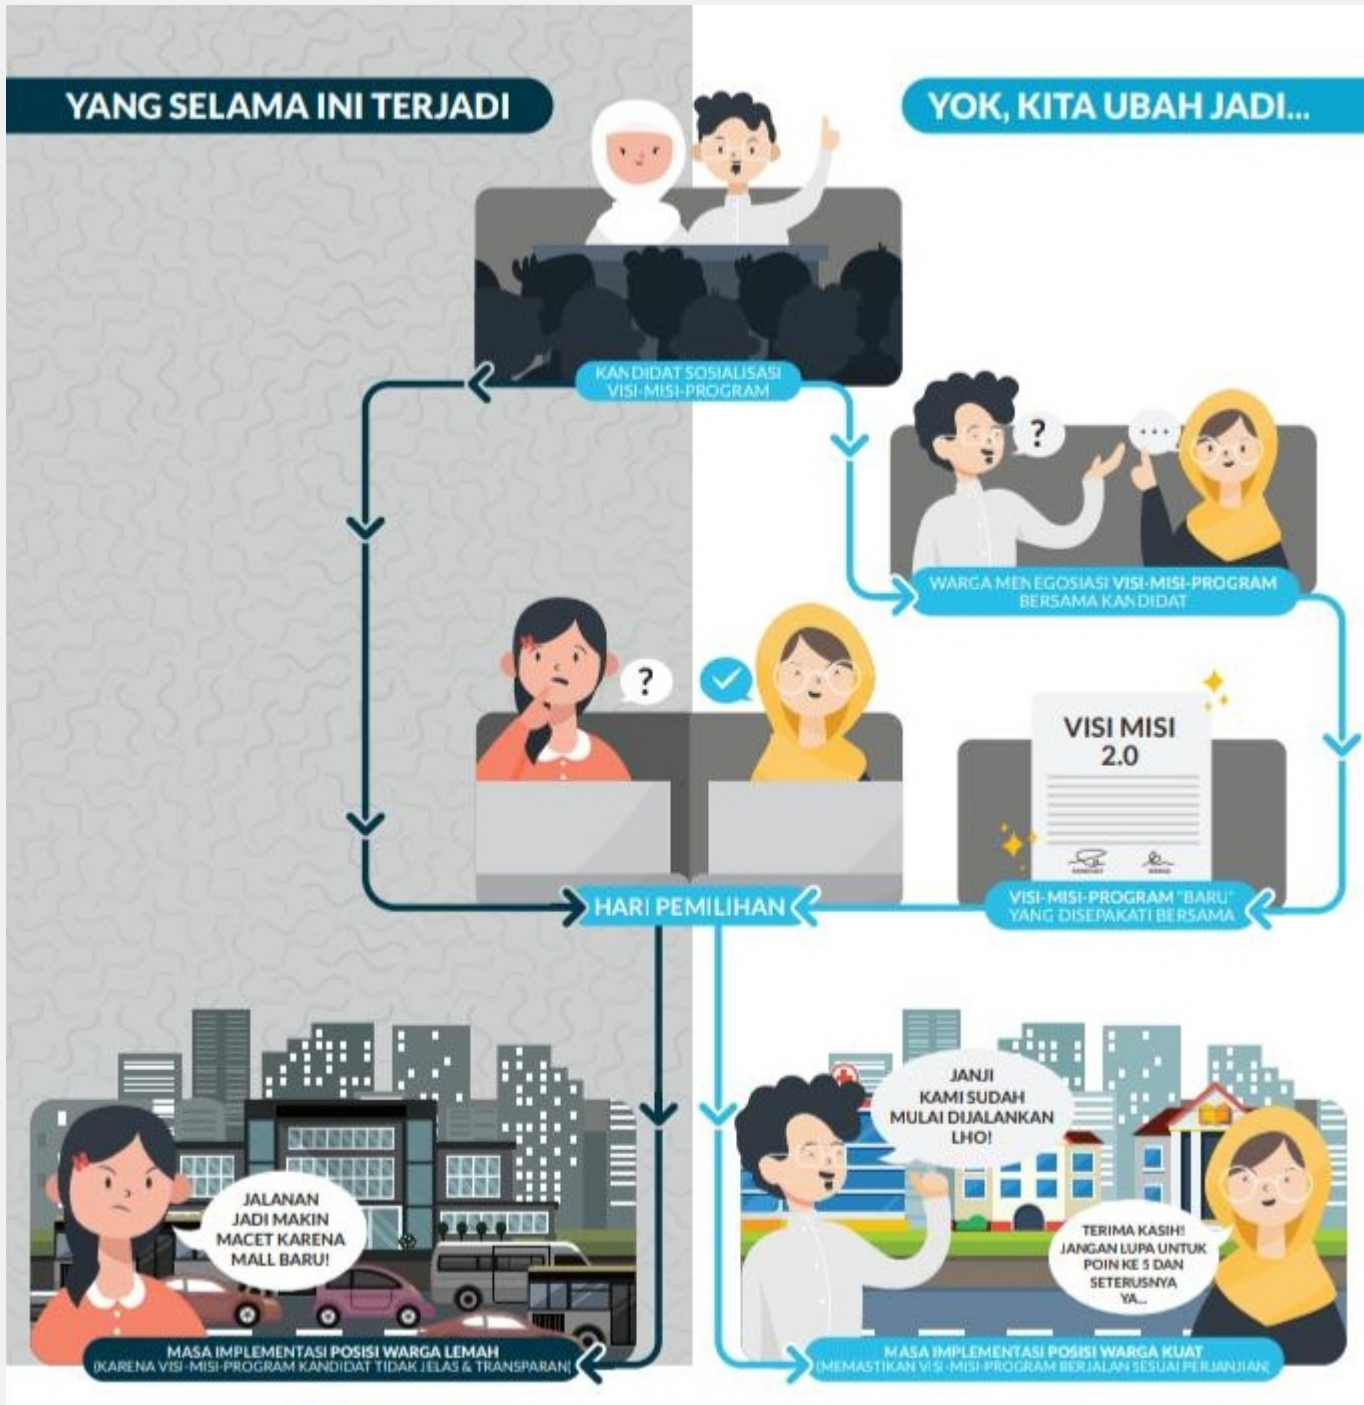 YANG SELAMA INI TERJADI
YOK, KITA UBAH JADI...
KANDIDAT SOSIALISASI
VISI-MISI-PROGRAM
?
...
WARGA MENEGOSIASI VISI-MISI-PROGRAM
BERSAMA KANDIDAT
?
VISI MISI
2.0
VISI-MISI-PROGRAM "BARU"
YANG DISEPAKATI BERSAMA
HARI PEMILIHAN
JALANAN
JADI MAKIN
MACET KARENA
MALL BARU!
MASA IMPLEMENTASI POSISI WARGA LEMAH
(KARENA VISI-MISI-PROGRAM KANDIDAT TIDAK JELAS & TRANSPARAN)
JANJI
KAMI SUDAH
MULAI DIJALANKAN
LHO!
TERIMA KASIH!
JANGAN LUPA UNTUK
POIN KE 5 DAN
SETERUSNYA
YA...
MASA IMPLEMENTASI POSISI WARGA KUAT
(MEMASTIKAN VISI-MISI-PROGRAM BERJALAN SESUAI PERJANJIAN)